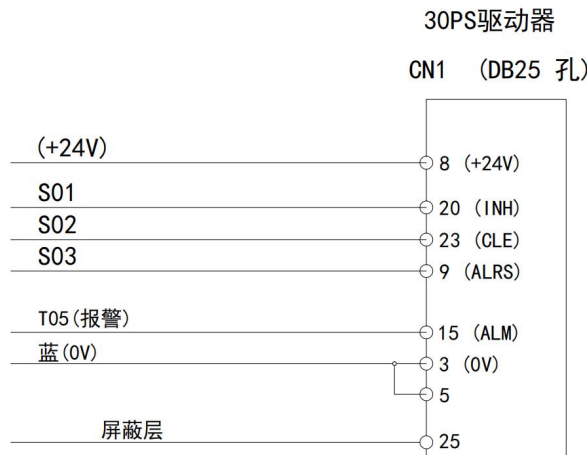 30PS驱动器
CN1 (DB25 孔)
(+24V)
8 (+24V)
S01
20 (INH)
S02
23 (CLE)
S03
9 (ALRS)
T05(报警)
15 (ALM)
蓝(0V)
3 (0V)
5
屏蔽层
25